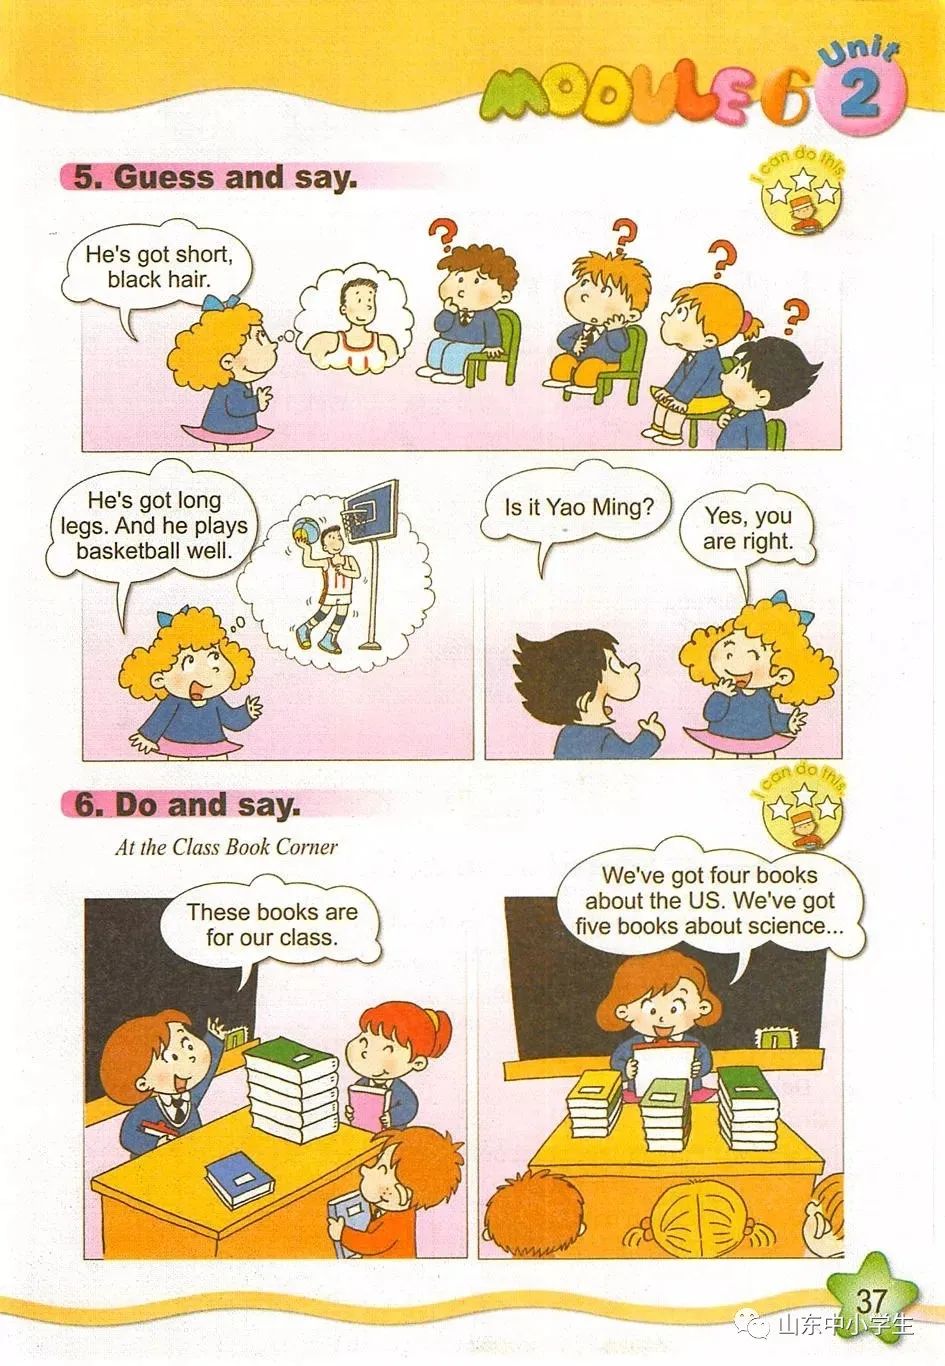 MODULE 6
Unit
2
5. Guess and say.
I can do this.
He's got short,
black hair.
?
?
?
?
He's got long
legs. And he plays
basketball well.
11
Is it Yao Ming?
Yes, you
are right.
6. Do and say.
I can do this.
At the Class Book Corner
These books are
for our class.
We've got four books
about the US. We've got
five books about science...
37
山东中小学生